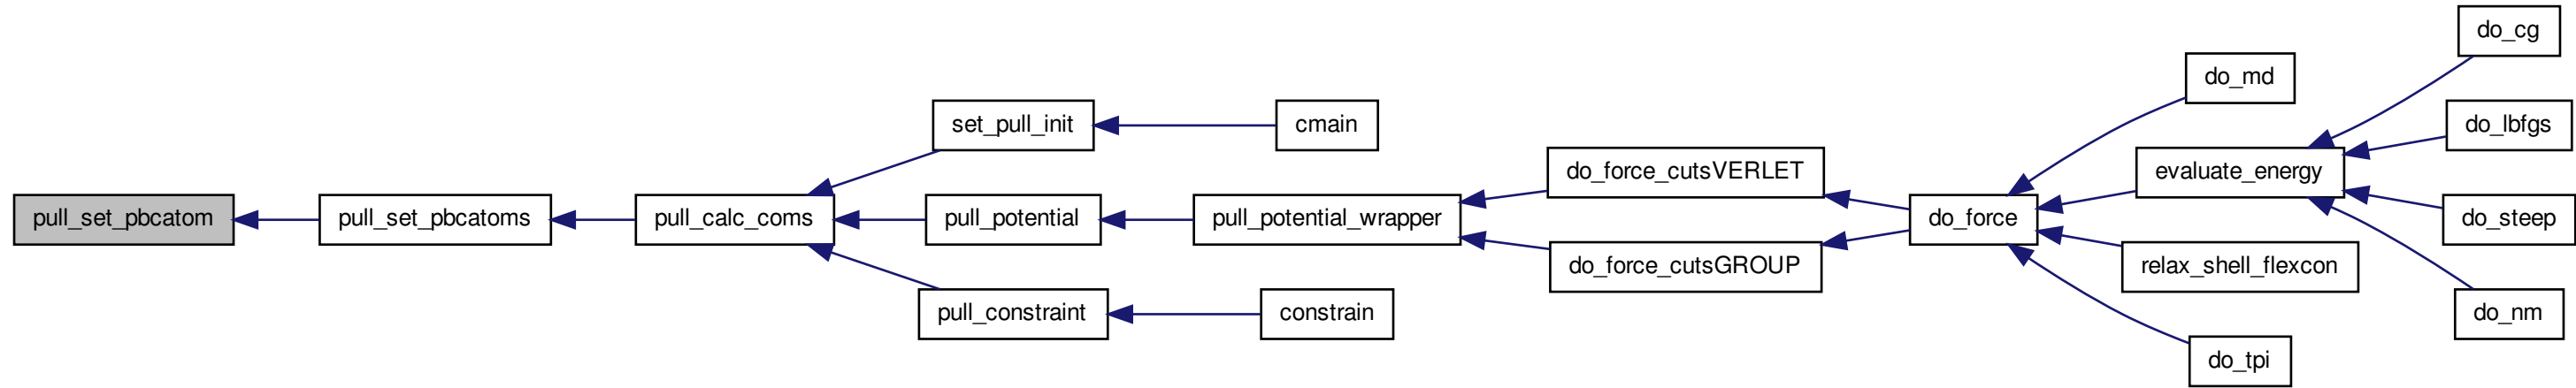 pull_set_pbcatom
pull_set_pbcatoms
pull_calc_coms
set_pull_init
cmain
pull_potential
pull_potential_wrapper
do_force_cutsVERLET
do_force
do_md
evaluate_energy
do_cg
do_lbfgs
do_steep
do_nm
relax_shell_flexcon
do_tpi
do_force_cutsGROUP
pull_constraint
constrain